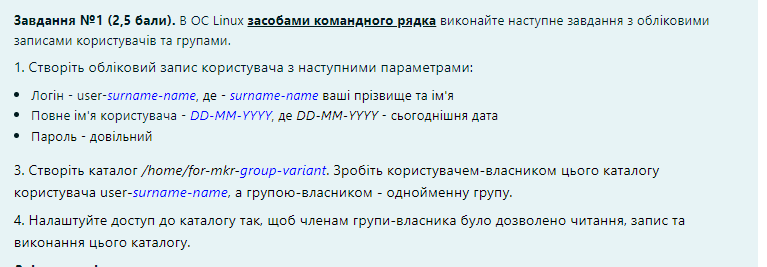 Завдання №1 (2,5 бали). В ОС Linux засобами командного рядка виконайте наступне завдання з обліковими
записами користувачів та групами.
1. Створіть обліковий запис користувача з наступними параметрами:
• Логін - user-surname-name, де - surname-name ваші прізвище та ім'я
• Повне ім'я користувача - DD-MM-YYYY, де DD-MM-YYYY - сьогоднішня дата
• Пароль - довільний
3. Створіть каталог /home/for-mkr-group-variant. Зробіть користувачем-власником цього каталогу
користувача user-surname-name, а групою-власником - однойменну групу.
4. Налаштуйте доступ до каталогу так, щоб членам групи-власника було дозволено читання, запис та
виконання цього каталогу.